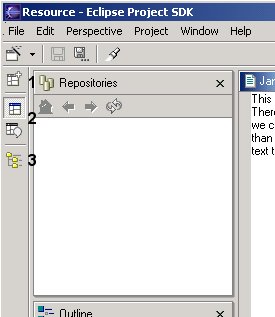 Resource - Eclipse Project SDK
File Edit Perspective Project Window Help
1
Repositories
2
3
Outline
This
There
we c
than
text t